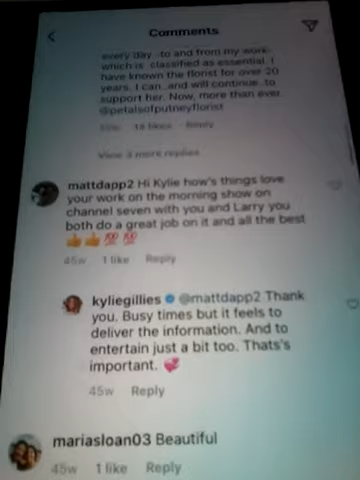 Comments
every day to and from my work
which is classified as essential. I
have known the florist for over 20
years, I can and will continue to
support her. Now, more than ever
@petalsofputneyflorist
18 likes Reply
View 3 more replies
mattdapp2 Hi Kylie how's things love
your work on the morning show on
channel seven with you and Larry you
both do a great job on it and all the best
👍👍💯💯
45w 1 like Reply
kyliegillies @mattdapp2 Thank
you. Busy times but it feels to
deliver the information. And to
entertain just a bit too. Thats's
important. 💞
45w Reply
mariasloan03 Beautiful
45w 1 like Reply